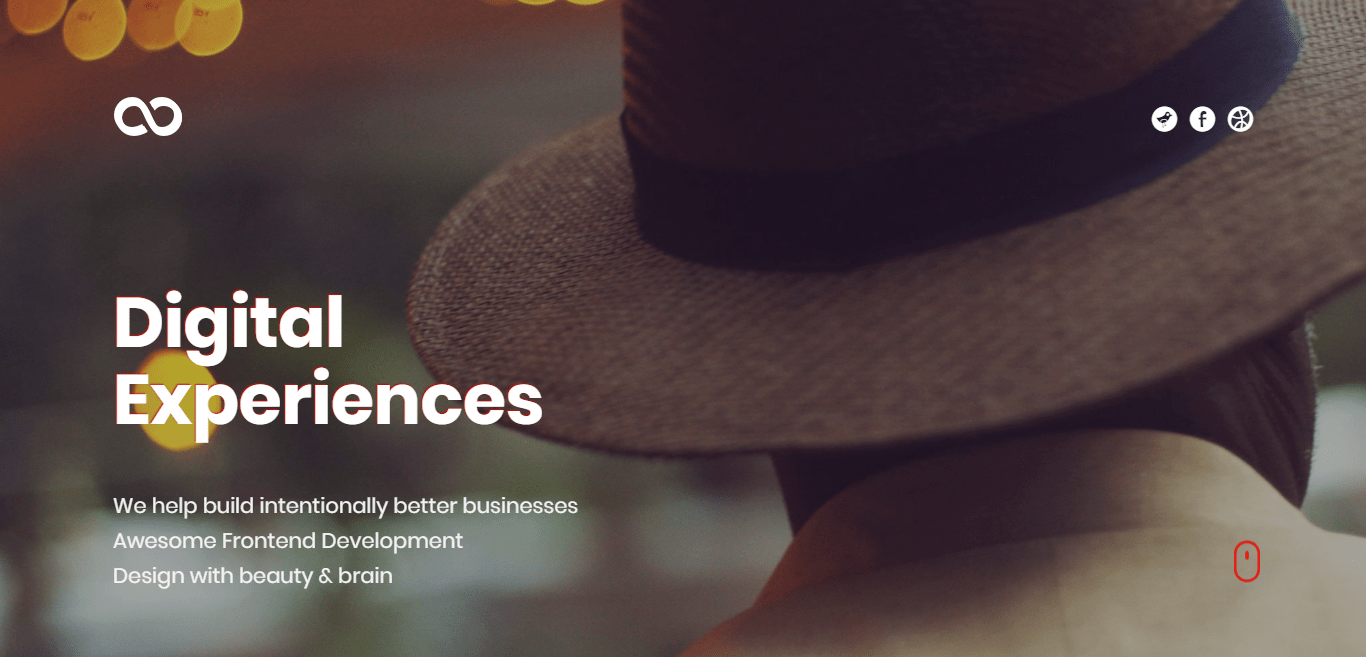 Digital
Experiences
We help build intentionally better businesses
Awesome Frontend Development
Design with beauty & brain